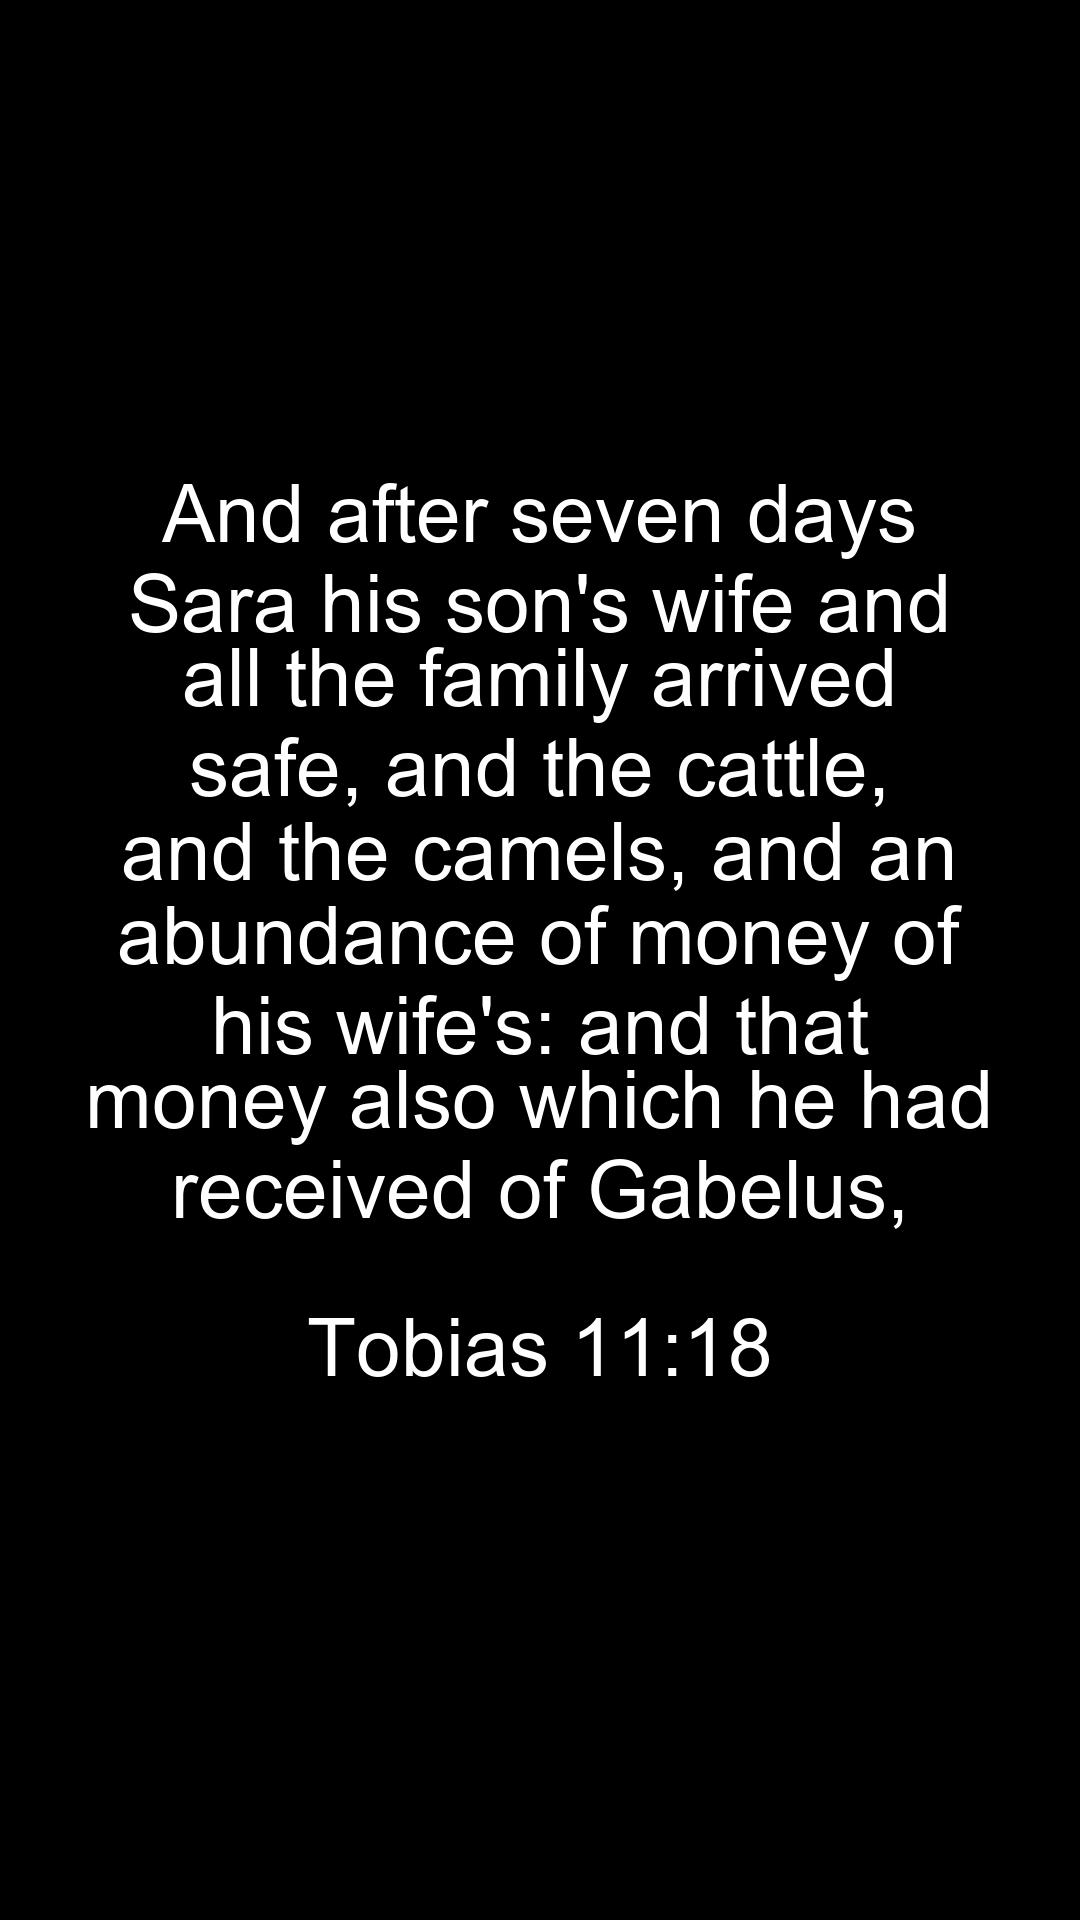 And after seven days
Sara his son's wife and
all the family arrived
safe, and the cattle,
and the camels, and an
abundance of money of
his wife's: and that
money also which he had
received of Gabelus,
Tobias 11:18